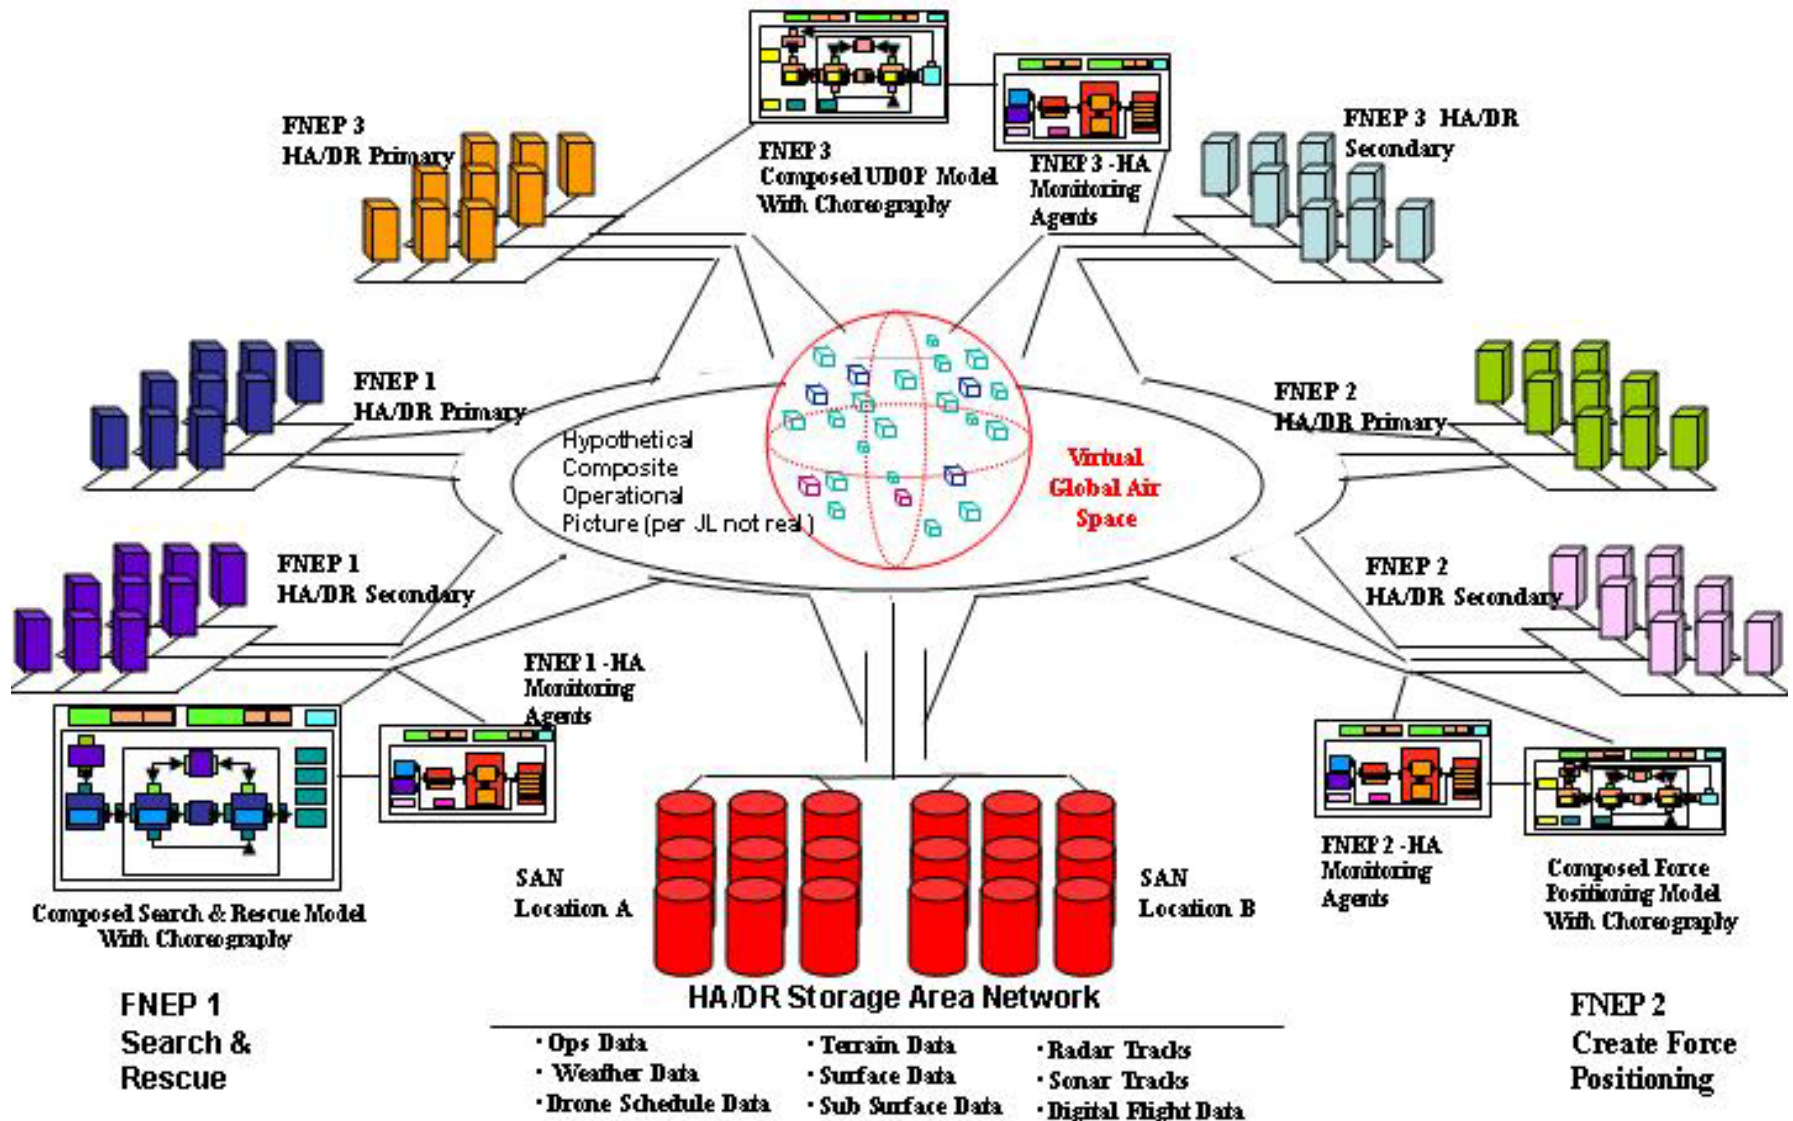 FNEP 3
HA/DR Primary
FNEP 3
Composed UDOP Model
With Choreography
FNEP 3 -HA
Monitoring
Agents
FNEP 3 HA/DR
Secondary
FNEP 1
HA/DR Primary
Hypothetical
Composite
Operational
Picture (per JL not real )
Virtual
Global Air
Space
FNEP 2
HA/DR Primary
FNEP 1
HA/DR Secondary
FNEP 2
HA/DR Secondary
FNEP 1 -HA
Monitoring
Agents
Composed Search & Rescue Model
With Choreography
SAN
Location A
SAN
Location B
FNEP 2 -HA
Monitoring
Agents
Composed Force
Positioning Model
With Choreography
FNEP 1
Search &
Rescue
HA/DR Storage Area Network
· Ops Data
· Weather Data
· Drone Schedule Data
· Terrain Data
· Surface Data
· Sub Surface Data
· Radar Tracks
· Sonar Tracks
· Digital Flight Data
FNEP 2
Create Force
Positioning